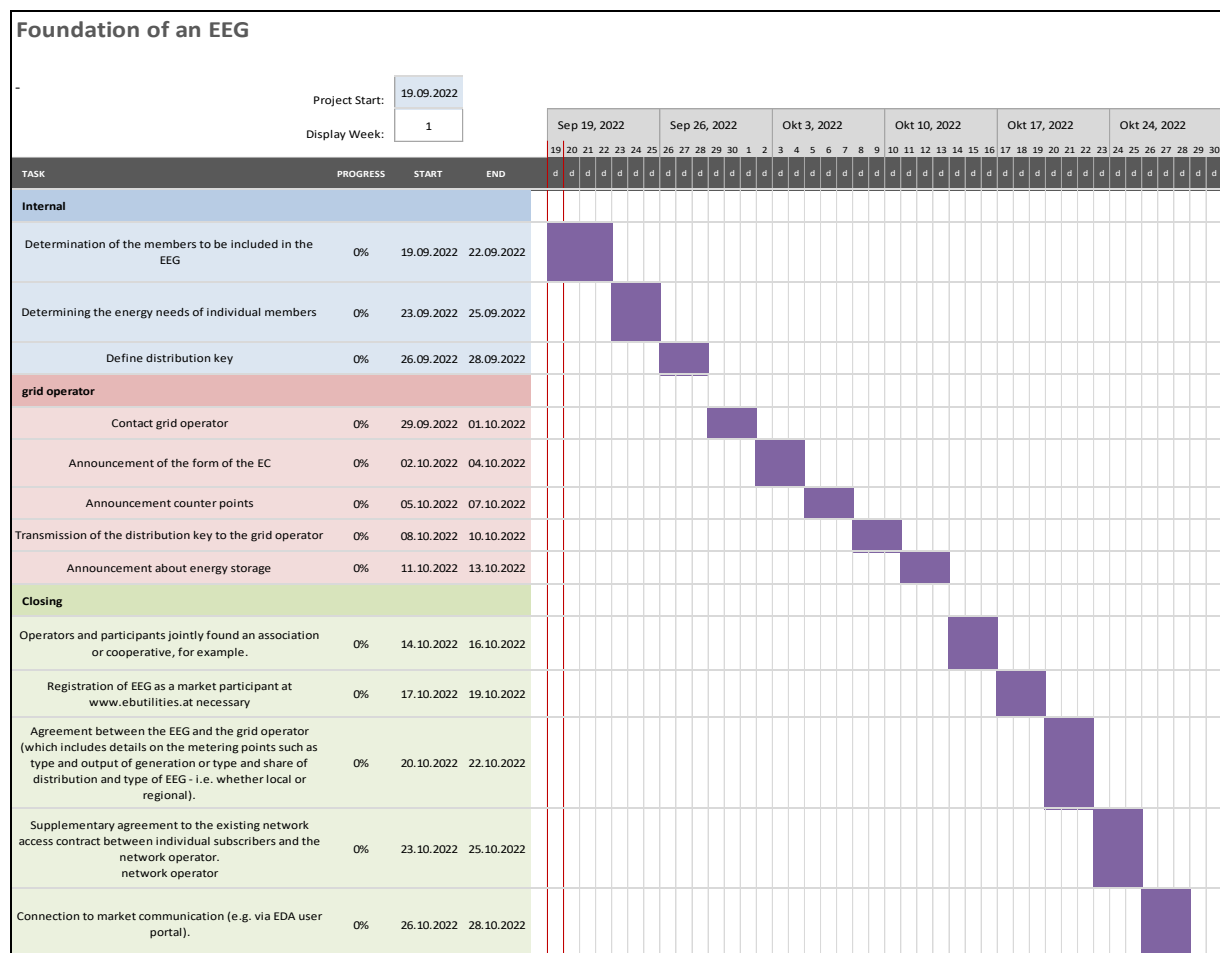 Foundation of an EEG
-
Project Start: 19.09.2022
Display Week: 1
Sep 19, 2022 Sep 26, 2022 Okt 3, 2022 Okt 10, 2022 Okt 17, 2022 Okt 24, 2022
19 20 21 22 23 24 25 26 27 28 29 30 1 2 3 4 5 6 7 8 9 10 11 12 13 14 15 16 17 18 19 20 21 22 23 24 25 26 27 28 29 30
TASK PROGRESS START END d d d d d d d d d d d d d d d d d d d d d d d d d d d d d d d d d d d d d d d d d d
Internal
Determination of the members to be included in the
EEG
0% 19.09.2022 22.09.2022
Determining the energy needs of individual members 0% 23.09.2022 25.09.2022
Define distribution key 0% 26.09.2022 28.09.2022
grid operator
Contact grid operator 0% 29.09.2022 01.10.2022
Announcement of the form of the EC 0% 02.10.2022 04.10.2022
Announcement counter points 0% 05.10.2022 07.10.2022
Transmission of the distribution key to the grid operator 0% 08.10.2022 10.10.2022
Announcement about energy storage 0% 11.10.2022 13.10.2022
Closing
Operators and participants jointly found an association
or cooperative, for example.
0% 14.10.2022 16.10.2022
Registration of EEG as a market participant at
www.ebutilities.at necessary
0% 17.10.2022 19.10.2022
Agreement between the EEG and the grid operator
(which includes details on the metering points such as
type and output of generation or type and share of
distribution and type of EEG - i.e. whether local or
regional).
0% 20.10.2022 22.10.2022
Supplementary agreement to the existing network
access contract between individual subscribers and the
network operator.
network operator
0% 23.10.2022 25.10.2022
Connection to market communication (e.g. via EDA user
portal).
0% 26.10.2022 28.10.2022